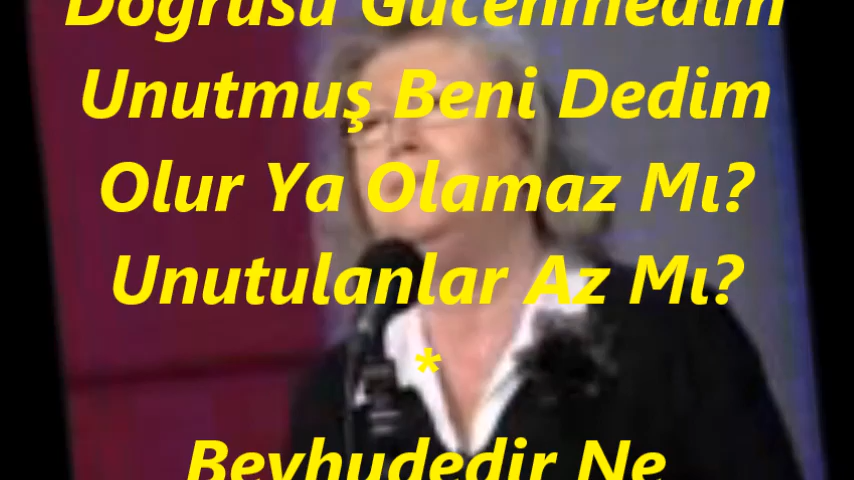 Doğrusu Gücenmedim
Unutmuş Beni Dedim
Olur Ya Olamaz Mı?
Unutulanlar Az Mı?
*
Beyhudedir Ne